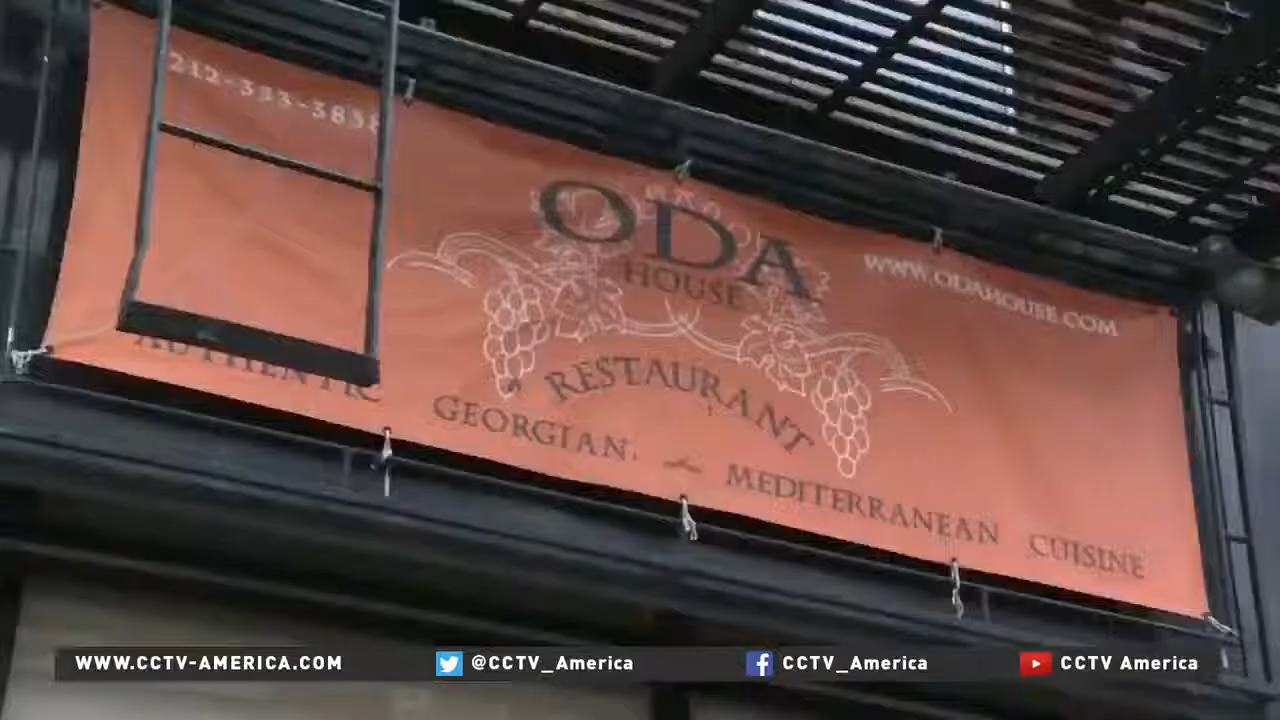 212-333-3838
ODA
HOUSE
WWW.ODAHOUSE.COM
RESTAURANT
AUTHENTIC GEORGIAN ~ MEDITERRANEAN CUISINE
WWW.CCTV-AMERICA.COM @CCTV_America CCTV_America CCTV America